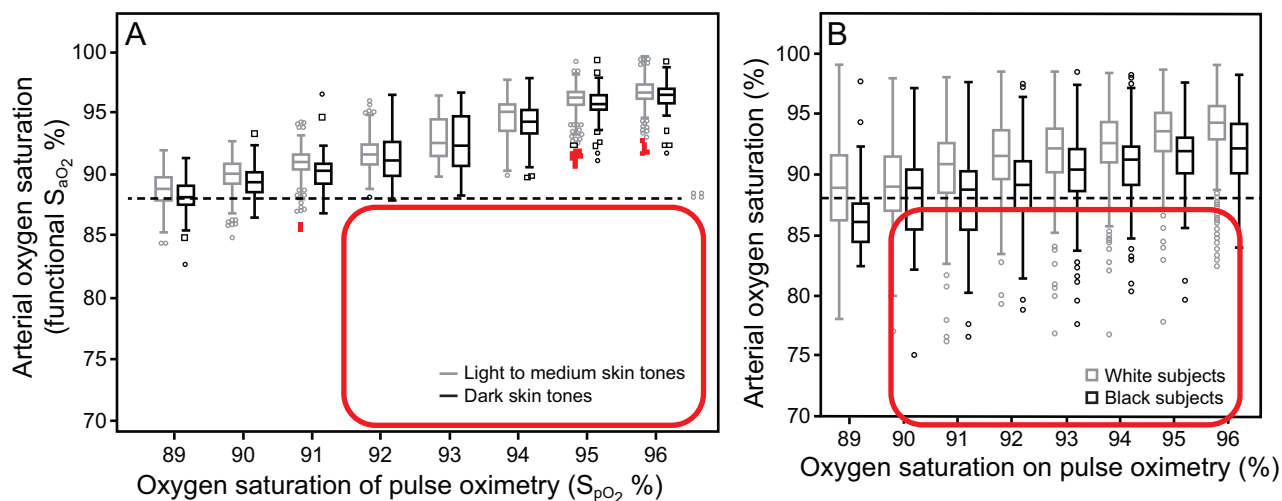 A
Arterial oxygen saturation
(functional SaO2 %)
100
95
90
85
80
75
70
Light to medium skin tones
Dark skin tones
89 90 91 92 93 94 95 96
Oxygen saturation of pulse oximetry (SpO2 %)
B
Arterial oxygen saturation (%)
100
90
80
70
White subjects
Black subjects
89 90 91 92 93 94 95 96
Oxygen saturation on pulse oximetry (%)